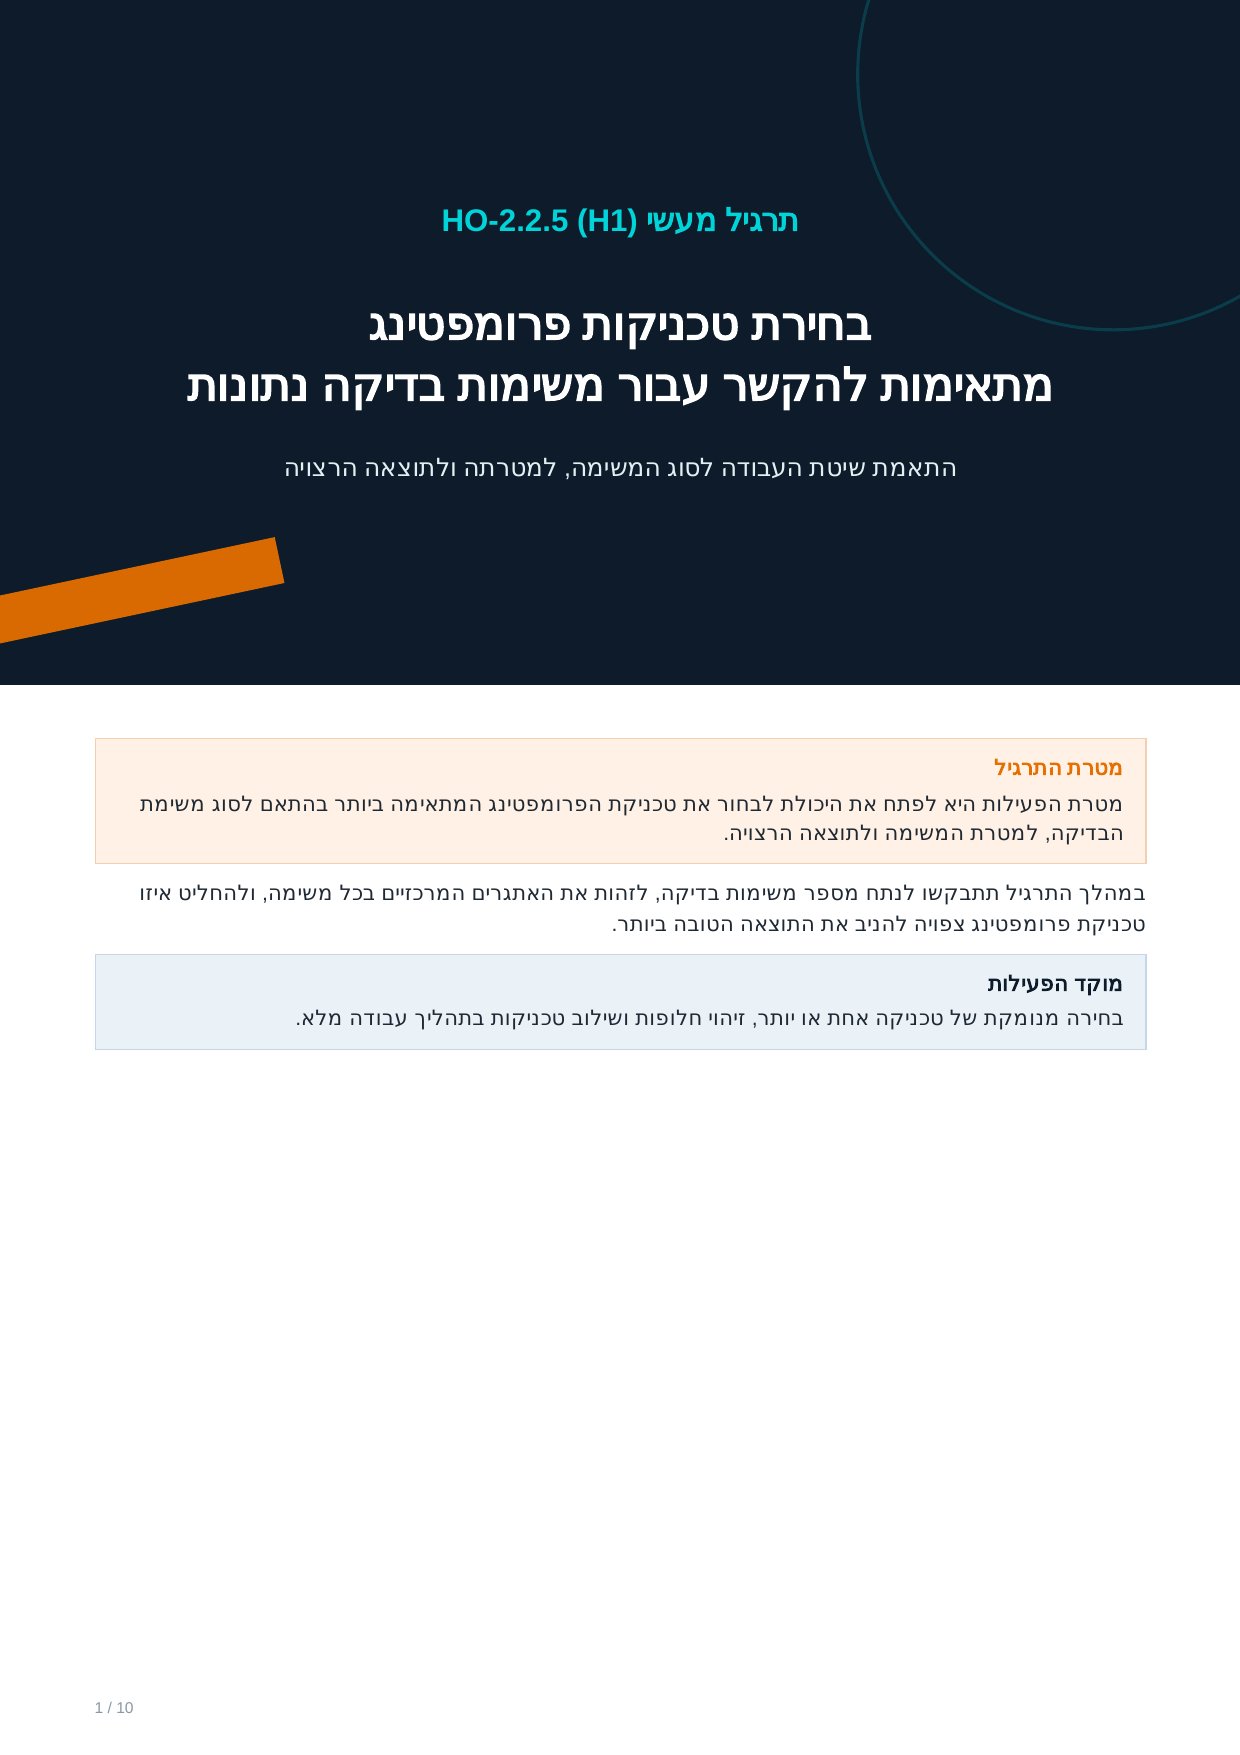 תרגיל מעשי HO-2.2.5 (H1)
בחירת טכניקות פרומפטינג
מתאימות להקשר עבור משימות בדיקה נתונות
התאמת שיטת העבודה לסוג המשימה, למטרתה ולתוצאה הרצויה
מטרת התרגיל
מטרת הפעילות היא לפתח את היכולת לבחור את טכניקת הפרומפטינג המתאימה ביותר בהתאם לסוג משימת
הבדיקה, למטרת המשימה ולתוצאה הרצויה.
במהלך התרגיל תתבקשו לנתח מספר משימות בדיקה, לזהות את האתגרים המרכזיים בכל משימה, ולהחליט איזו
טכניקת פרומפטינג צפויה להניב את התוצאה הטובה ביותר.
מוקד הפעילות
בחירה מנומקת של טכניקה אחת או יותר, זיהוי חלופות ושילוב טכניקות בתהליך עבודה מלא.
1 / 10